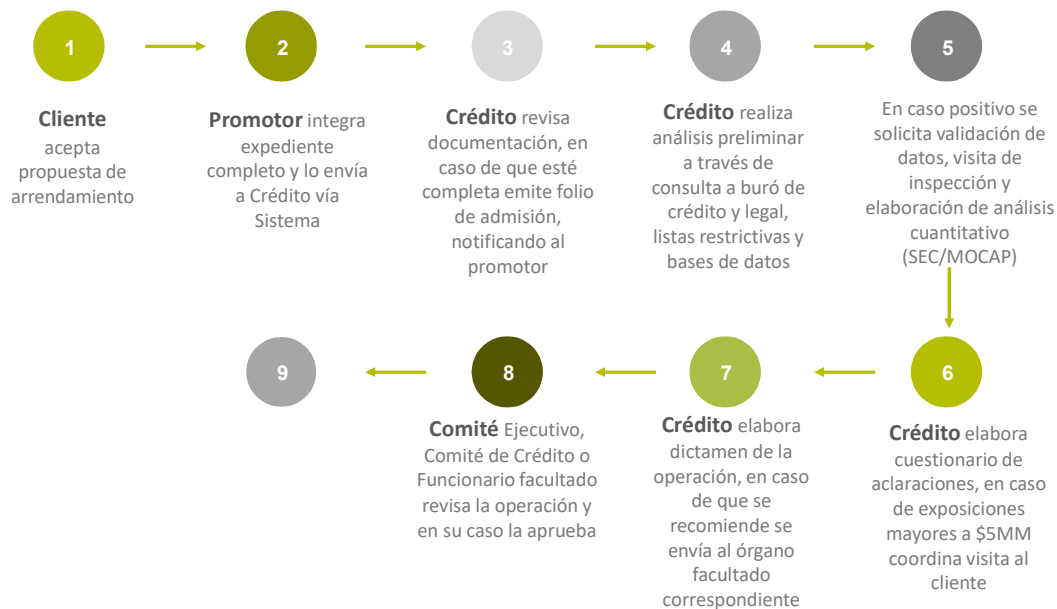 1
Cliente
acepta
propuesta de
arrendamiento
2
Promotor integra
expediente
completo y lo envía
a Crédito vía
Sistema
3
Crédito revisa
documentación, en
caso de que esté
completa emite folio
de admisión,
notificando al
promotor
4
Crédito realiza
análisis preliminar
a través de
consulta a buró de
crédito y legal,
listas restrictivas y
bases de datos
5
En caso positivo se
solicita validación de
datos, visita de
inspección y
elaboración de análisis
cuantitativo
(SEC/MOCAP)
6
Crédito elabora
cuestionario de
aclaraciones, en caso
de exposiciones
mayores a $5MM
coordina visita al
cliente
7
Crédito elabora
dictamen de la
operación, en caso
de que se
recomiende se
envía al órgano
facultado
correspondiente
8
Comité Ejecutivo,
Comité de Crédito o
Funcionario facultado
revisa la operación y
en su caso la aprueba
9